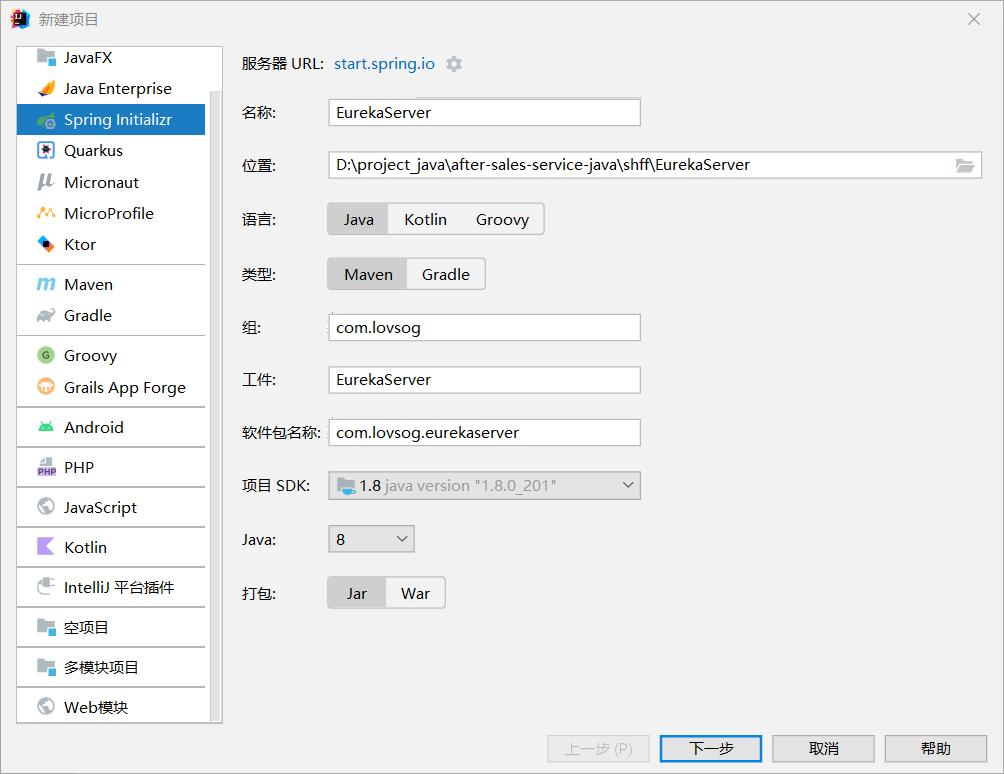 新建项目
JavaFX
Java Enterprise
Spring Initializr
Quarkus
Micronaut
MicroProfile
Ktor
Maven
Gradle
Groovy
Grails App Forge
Android
PHP
JavaScript
Kotlin
IntelliJ 平台插件
空项目
多模块项目
Web模块
服务器 URL: start.spring.io
名称: EurekaServer
位置: D:\project_java\after-sales-service-java\shff\EurekaServer
语言: Java Kotlin Groovy
类型: Maven Gradle
组: com.lovsog
工件: EurekaServer
软件包名称: com.lovsog.eurekaserver
项目 SDK: 1.8 java version "1.8.0_201"
Java: 8
打包: Jar War
上一步 (P) 下一步 取消 帮助